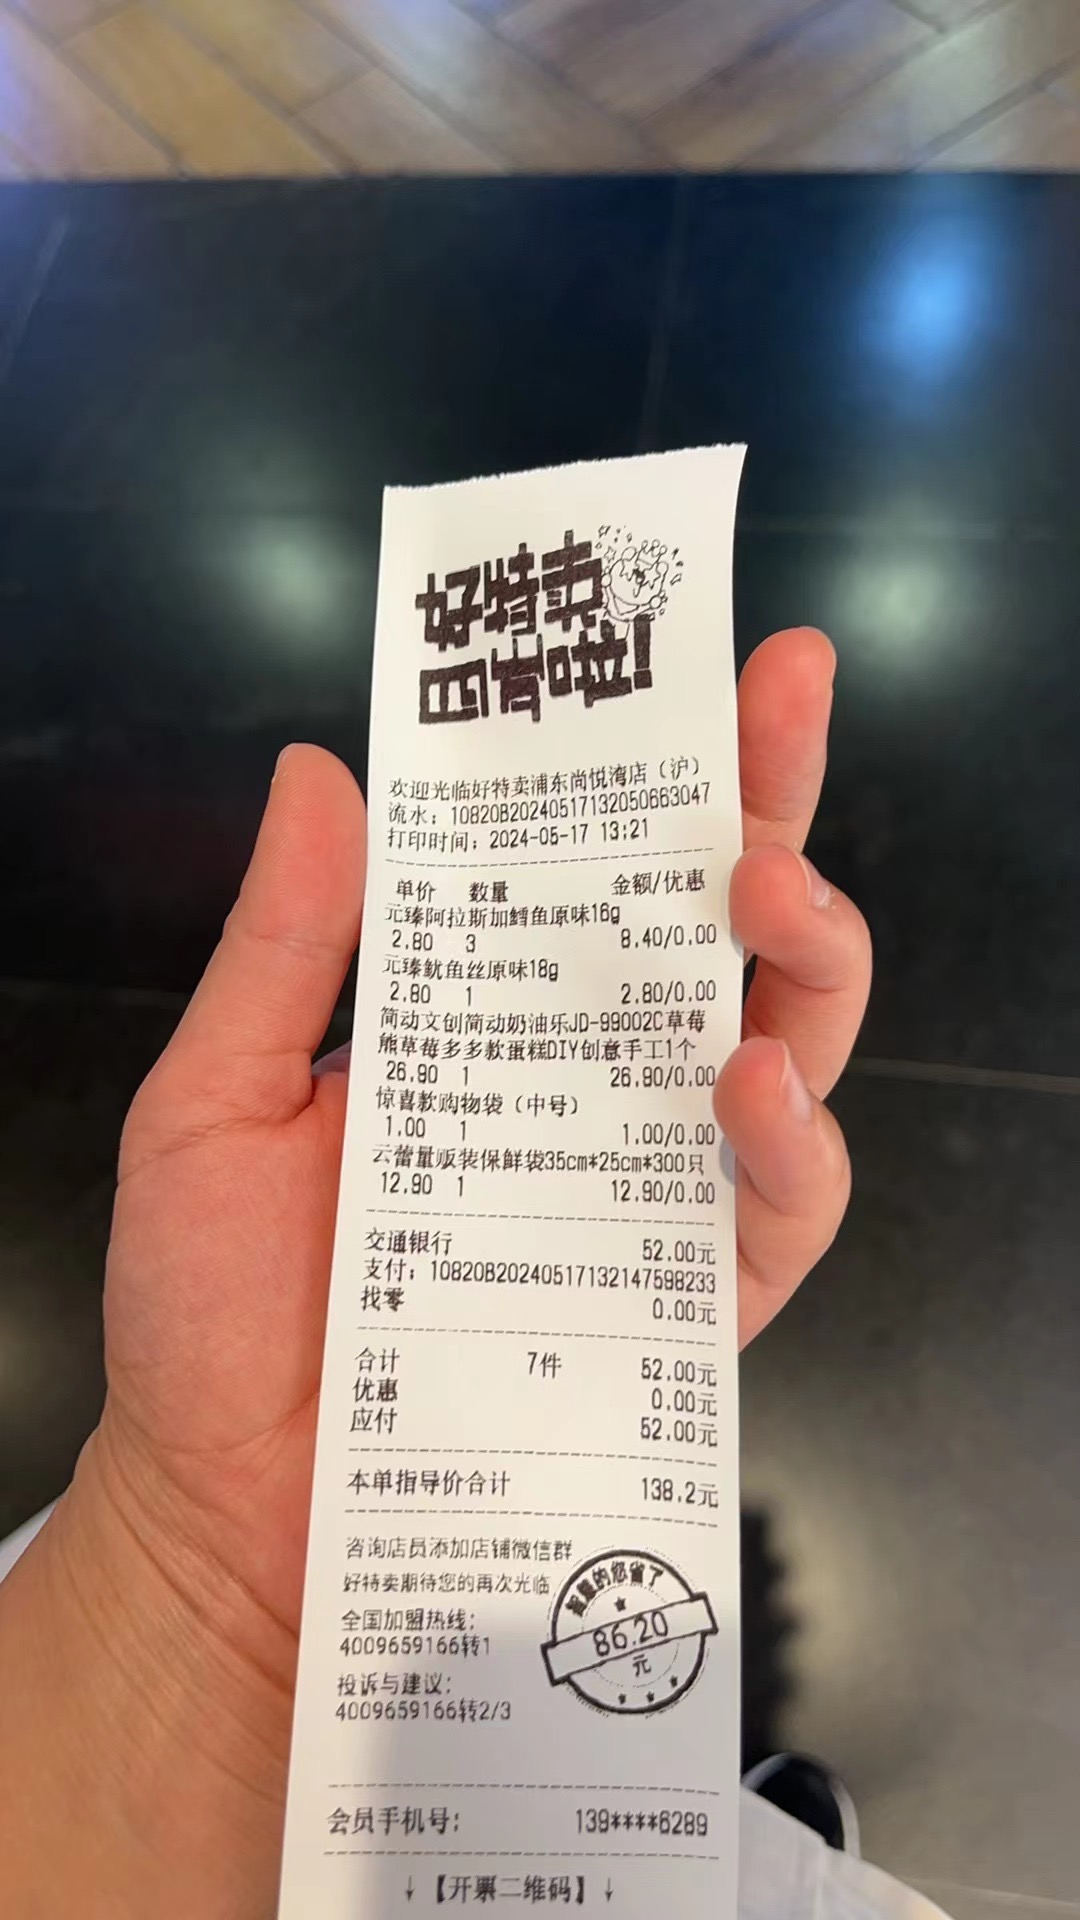 好特卖
自吐哔!
欢迎光临好特卖浦东尚悦湾店（沪）
流水：10820B20240517132050663047
打印时间：2024-05-17 13:21
单价 数量 金额/优惠
元臻阿拉斯加鳕鱼原味16g
2.80 3 8.40/0.00
元臻鱿鱼丝原味18g
2.80 1 2.80/0.00
简动文创简动奶油乐JD-99002C草莓
熊草莓多多款蛋糕DIY创意手工1个
26.90 1 26.90/0.00
惊喜款购物袋（中号）
1.00 1 1.00/0.00
云蕾量贩装保鲜袋35cm*25cm*300只
12.90 1 12.90/0.00
交通银行 52.00元
支付：10820B20240517132147598233
找零 0.00元
合计 7件 52.00元
优惠 0.00元
应付 52.00元
本单指导价合计 138.2元
咨询店员添加店铺微信群
好特卖期待您的再次光临
全国加盟热线：
4009659166转1
投诉与建议：
4009659166转2/3
智慧的您省了
86.20
元
会员手机号： 139****6289
↓【开票二维码】↓